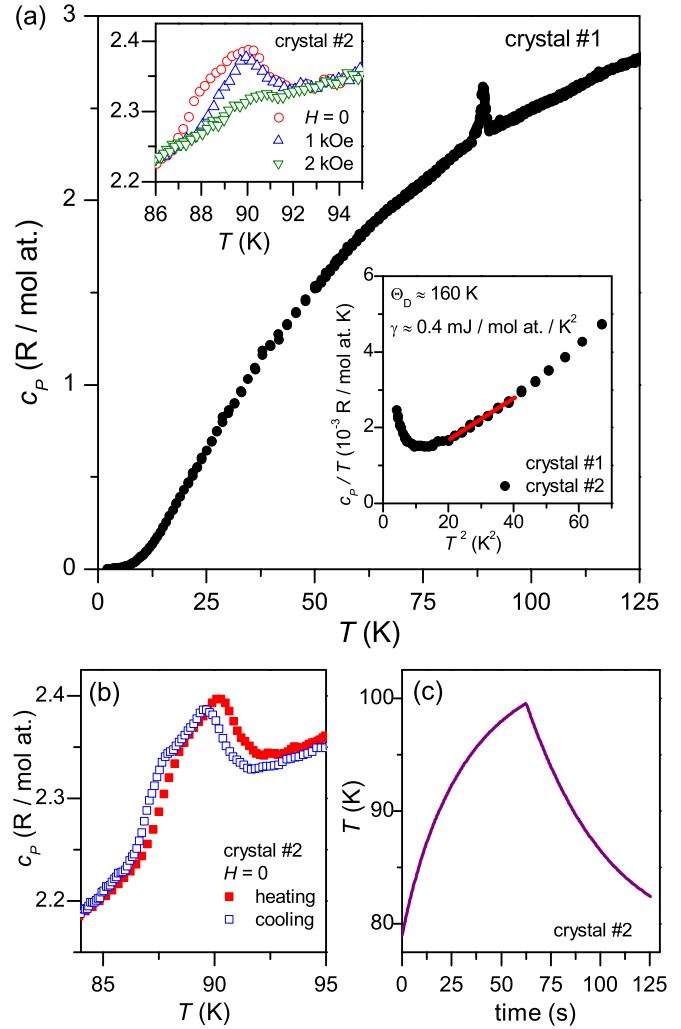 (a)
3
2
1
0
c_P (R / mol at.)
0 25 50 75 100 125
T (K)
crystal #1
2.4
2.3
2.2
86 88 90 92 94
T (K)
crystal #2
H = 0
1 kOe
2 kOe
6
4
2
0
c_P / T (10⁻³ R / mol at. K)
Θ_D ≈ 160 K
γ ≈ 0.4 mJ / mol at. / K²
crystal #1
crystal #2
0 20 40 60
T² (K²)
(b)
2.4
2.3
2.2
c_P (R / mol at.)
crystal #2
H = 0
heating
cooling
85 90 95
T (K)
(c)
100
90
80
T (K)
crystal #2
0 25 50 75 100 125
time (s)